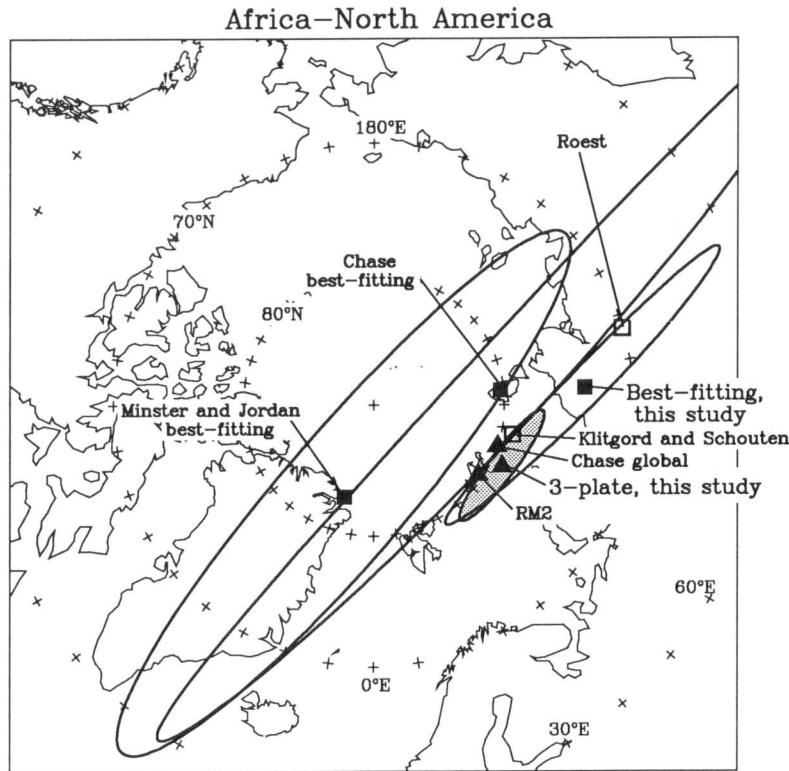 Africa–North America
180°E
Roest
70°N
Chase
best–fitting
80°N
Minster and Jordan
best–fitting
Best–fitting,
this study
Klitgord and Schouten
Chase global
3–plate, this study
RM2
60°E
0°E
30°E